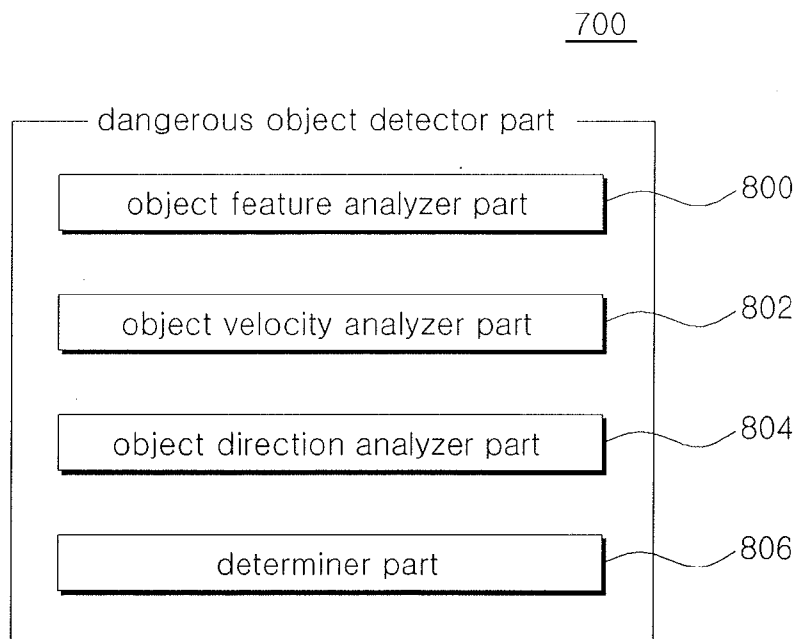 700
dangerous object detector part
object feature analyzer part 800
object velocity analyzer part 802
object direction analyzer part 804
determiner part 806